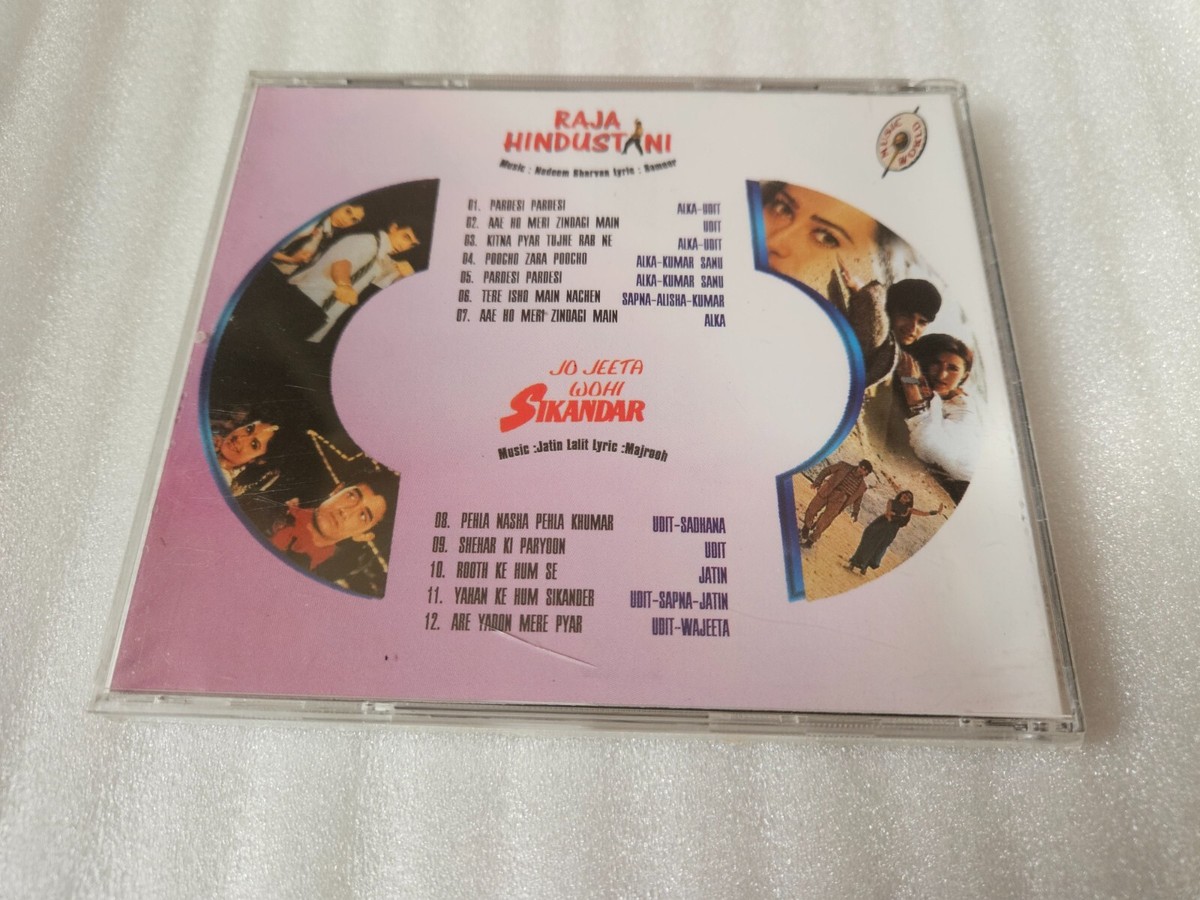 RAJA
HINDUSTANI
Music : Nadeem Sharvan Lyric : Sameer
MUSIC WORLD
01. PARDESI PARDESI ALKA-UDIT
02. AAE HO MERI ZINDAGI MAIN UDIT
03. KITNA PYAR TUJHE RAB NE ALKA-UDIT
04. POOCHO ZARA POOCHO ALKA-KUMAR SANU
05. PARDESI PARDESI ALKA-KUMAR SANU
06. TERE ISHQ MAIN NACHEN SAPNA-ALISHA-KUMAR
07. AAE HO MERI ZINDAGI MAIN ALKA
JO JEETA
WOHI
SIKANDAR
Music :Jatin Lalit Lyric :Majrooh
08. PEHLA NASHA PEHLA KHUMAR UDIT-SADHANA
09. SHEHAR KI PARYOON UDIT
10. ROOTH KE HUM SE JATIN
11. YAHAN KE HUM SIKANDER UDIT-SAPNA-JATIN
12. ARE YADON MERE PYAR UDIT-WAJEETA